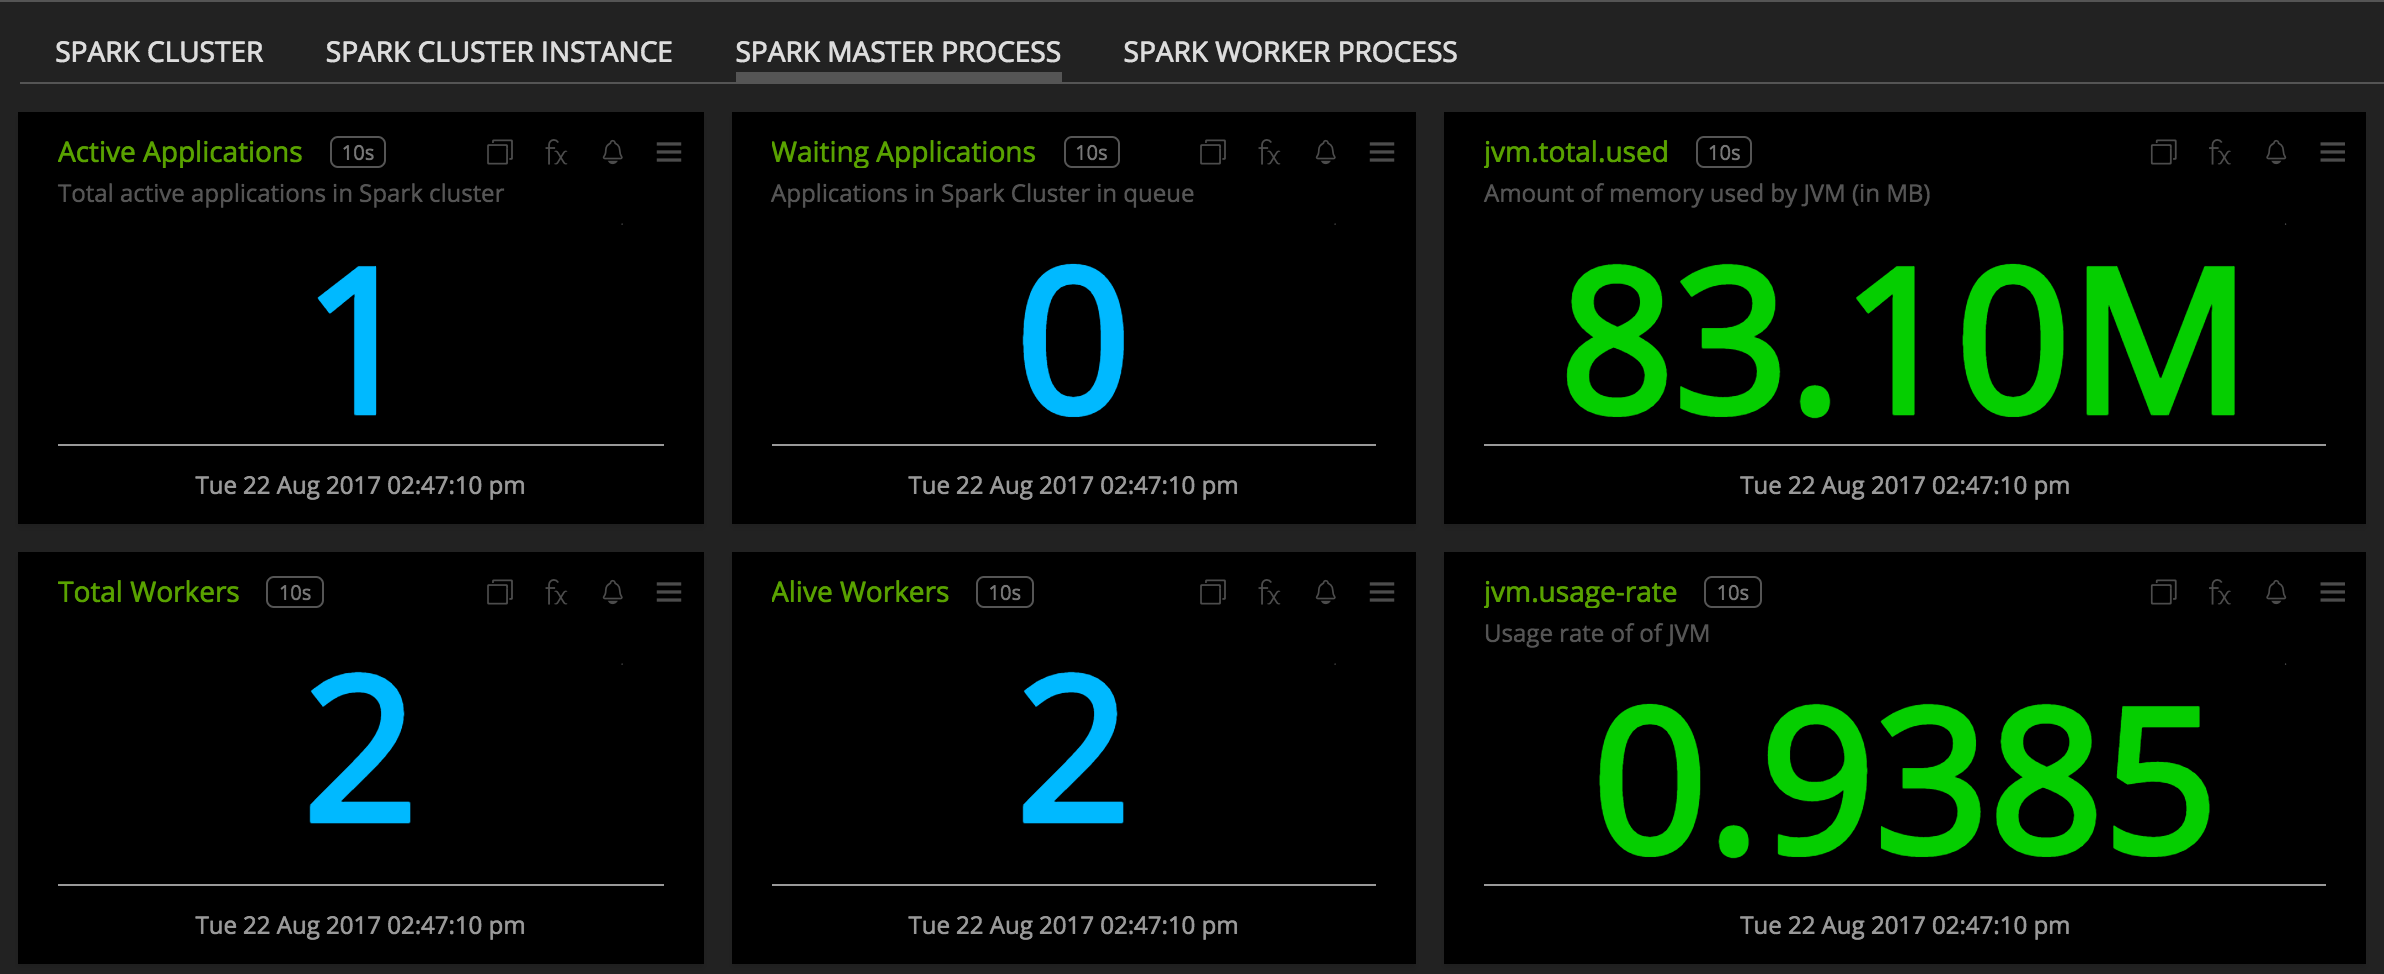 SPARK CLUSTER SPARK CLUSTER INSTANCE SPARK MASTER PROCESS SPARK WORKER PROCESS
Active Applications 10s fx
Total active applications in Spark cluster
1
Tue 22 Aug 2017 02:47:10 pm
Waiting Applications 10s fx
Applications in Spark Cluster in queue
0
Tue 22 Aug 2017 02:47:10 pm
jvm.total.used 10s fx
Amount of memory used by JVM (in MB)
83.10M
Tue 22 Aug 2017 02:47:10 pm
Total Workers 10s fx
2
Tue 22 Aug 2017 02:47:10 pm
Alive Workers 10s fx
2
Tue 22 Aug 2017 02:47:10 pm
jvm.usage-rate 10s fx
Usage rate of of JVM
0.9385
Tue 22 Aug 2017 02:47:10 pm